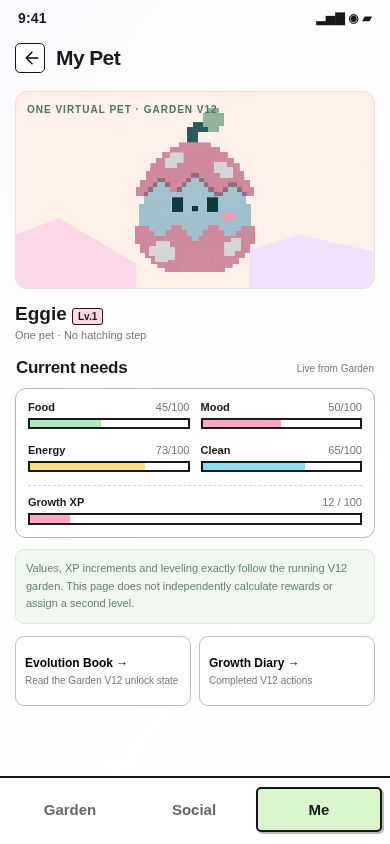 9:41
My Pet
ONE VIRTUAL PET · GARDEN V12
Eggie Lv.1
One pet · No hatching step
Current needs
Live from Garden
Food 45/100 Mood 50/100
Energy 73/100 Clean 65/100
Growth XP 12 / 100
Values, XP increments and leveling exactly follow the running V12
garden. This page does not independently calculate rewards or
assign a second level.
Evolution Book →
Read the Garden V12 unlock state
Growth Diary →
Completed V12 actions
Garden Social Me